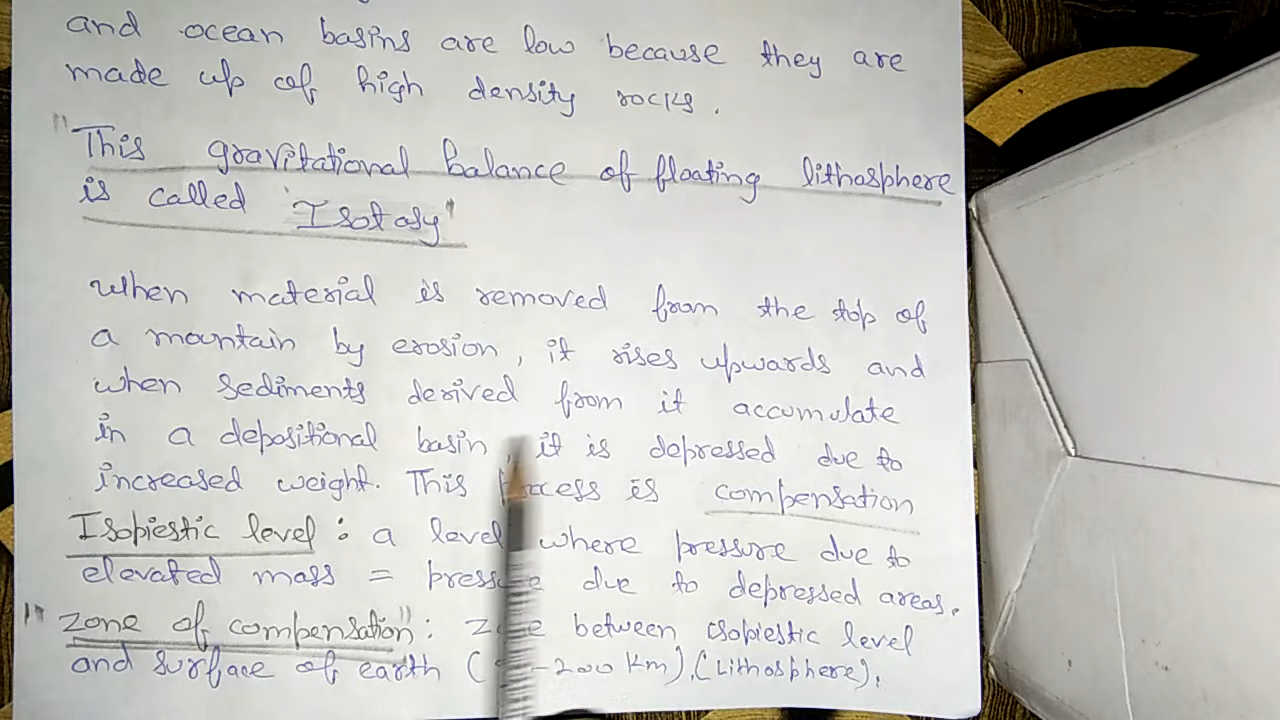 and ocean basins are low because they are
made up of high density rocks.
"This gravitational balance of floating lithosphere
is called "Isotasy"
when material is removed from the top of
a mountain by erosion, it rises upwards and
when sediments derived from it accumulate
in a depositional basin, it is depressed due to
increased weight. This is compensation
Isopiestic level : a level where pressure due to
elevated mass = due to depressed areas.
"Zone of compensation": between isopiestic level
and surface of earth ( -200 Km).(Lithosphere).